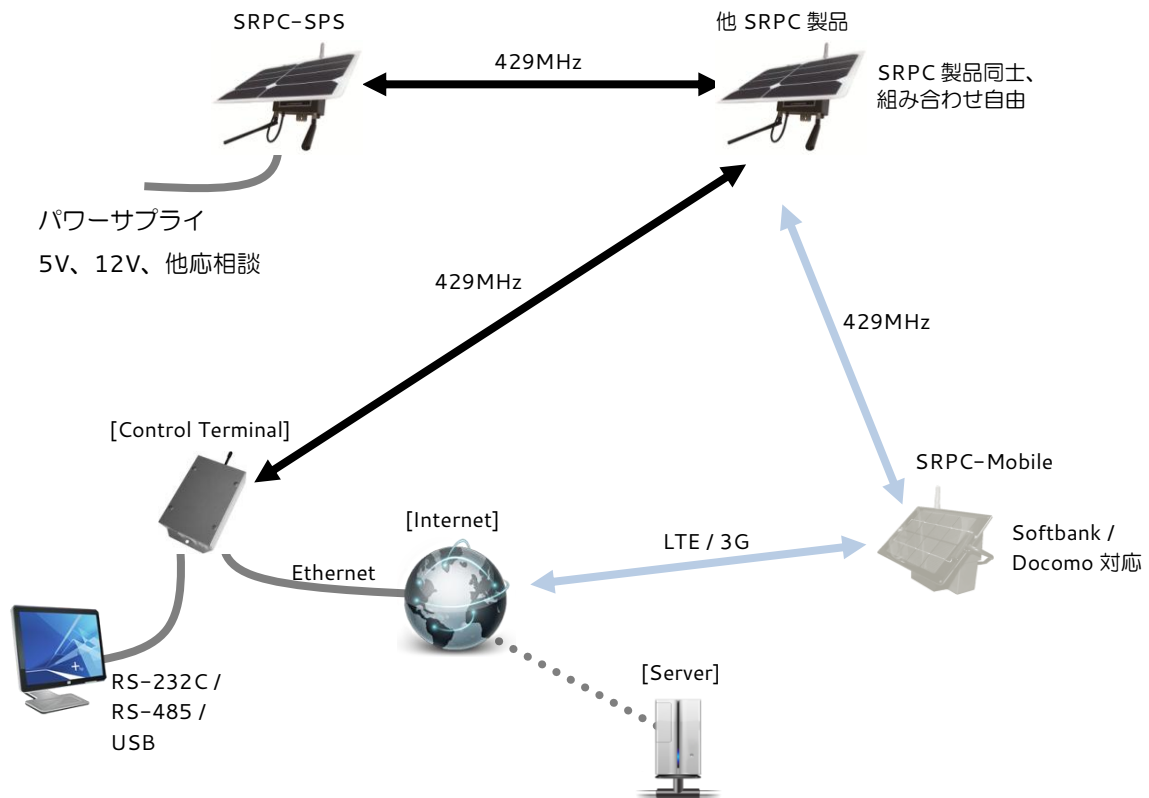 SRPC-SPS
他 SRPC 製品
429MHz
SRPC 製品同士、
組み合わせ自由
パワーサプライ
5V、12V、他応相談
429MHz
429MHz
[Control Terminal]
SRPC-Mobile
[Internet]
LTE / 3G
Softbank /
Docomo 対応
Ethernet
[Server]
RS-232C /
RS-485 /
USB